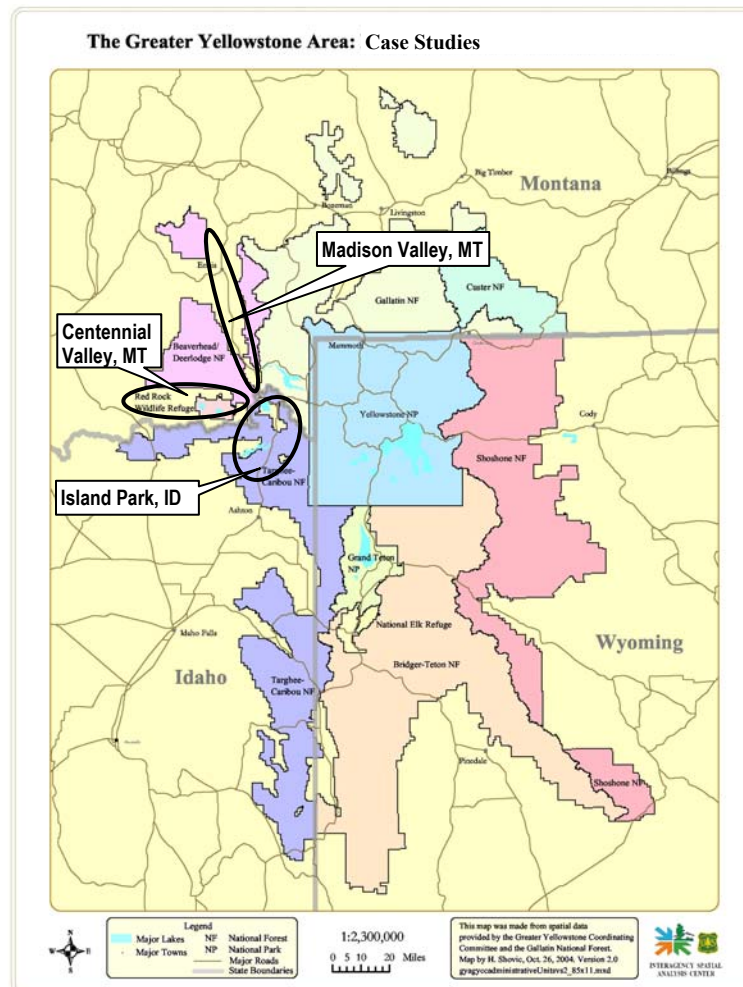 The Greater Yellowstone Area: Case Studies
Big Timber
Montana
Billings
Bozeman
Livingston
Madison Valley, MT
Ennis
Custer NF
Gallatin NF
Centennial
Valley, MT
Beaverhead/
Deerlodge NF
Mammoth
Red Rock
Wildlife Refuge
Yellowstone NP
Cody
Shoshone NF
Targhee-
Caribou NF
Island Park, ID
Ashton
Grand Teton
NP
Idaho Falls
National Elk Refuge
Wyoming
Idaho
Bridger-Teton NF
Targhee-
Caribou NF
Pinedale
Shoshone NF
N
W
E
S
Legend
Major Lakes NF National Forest
Major Towns NP National Park
Major Roads
State Boundaries
1:2,300,000
0 5 10 20 Miles
This map was made from spatial data
provided by the Greater Yellowstone Coordinating
Committee and the Gallatin National Forest.
Map by H. Shovic, Oct. 26, 2004. Version 2.0
gyagyccadministrativeUnitsvs2_85x11.mxd
INTERAGENCY SPATIAL
ANALYSIS CENTER